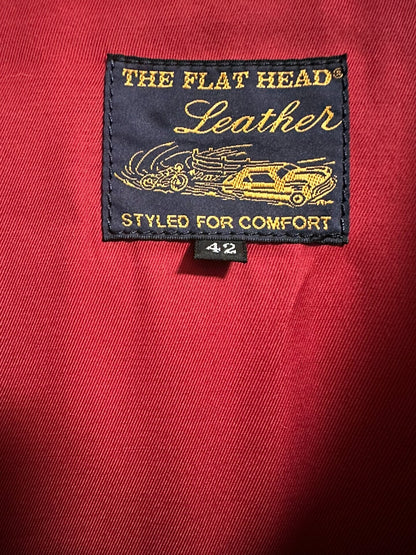 THE FLAT HEAD®
Leather
STYLED FOR COMFORT
42